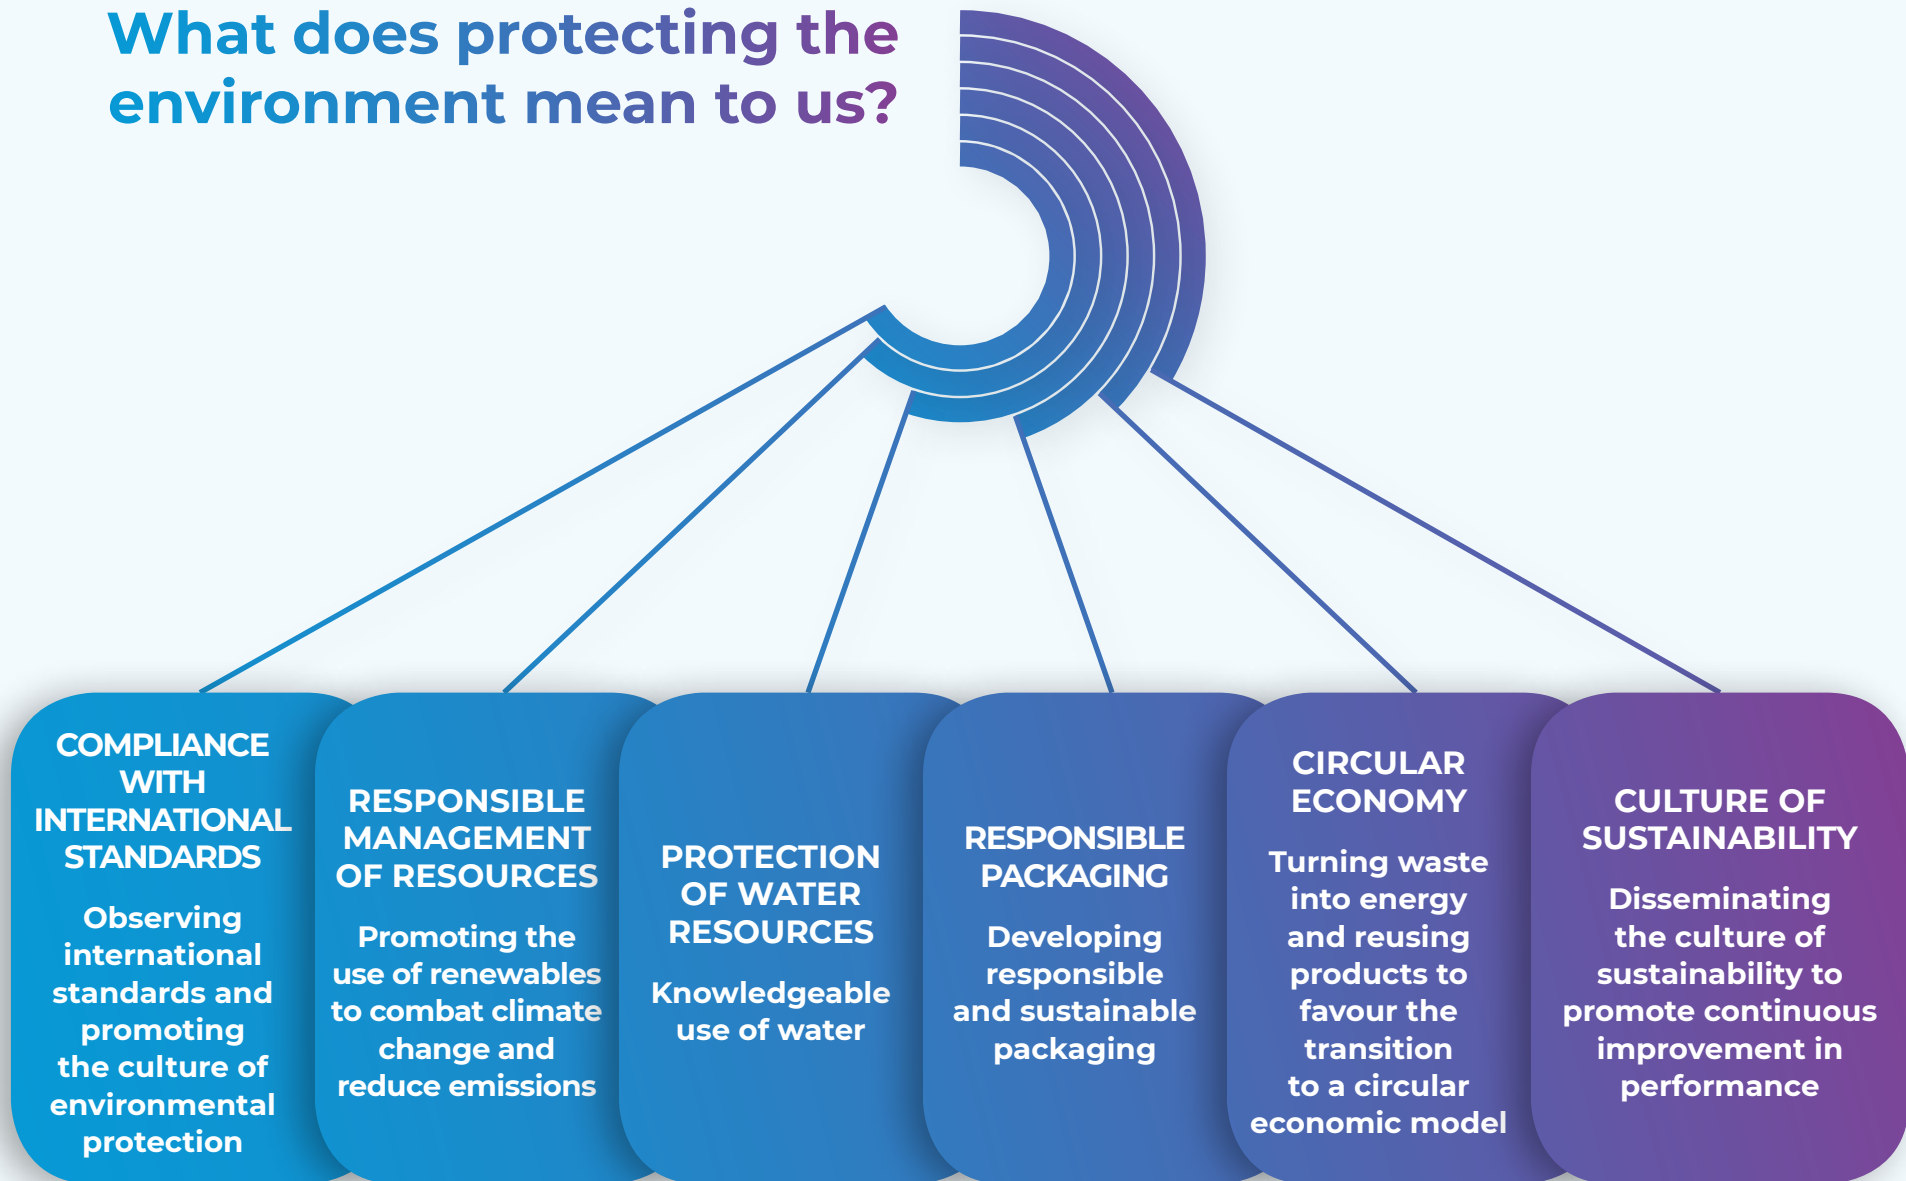 What does protecting the
environment mean to us?
COMPLIANCE
WITH
INTERNATIONAL
STANDARDS
Observing
international
standards and
promoting
the culture of
environmental
protection
RESPONSIBLE
MANAGEMENT
OF RESOURCES
Promoting the
use of renewables
to combat climate
change and
reduce emissions
PROTECTION
OF WATER
RESOURCES
Knowledgeable
use of water
RESPONSIBLE
PACKAGING
Developing
responsible
and sustainable
packaging
CIRCULAR
ECONOMY
Turning waste
into energy
and reusing
products to
favour the
transition
to a circular
economic model
CULTURE OF
SUSTAINABILITY
Disseminating
the culture of
sustainability to
promote continuous
improvement in
performance